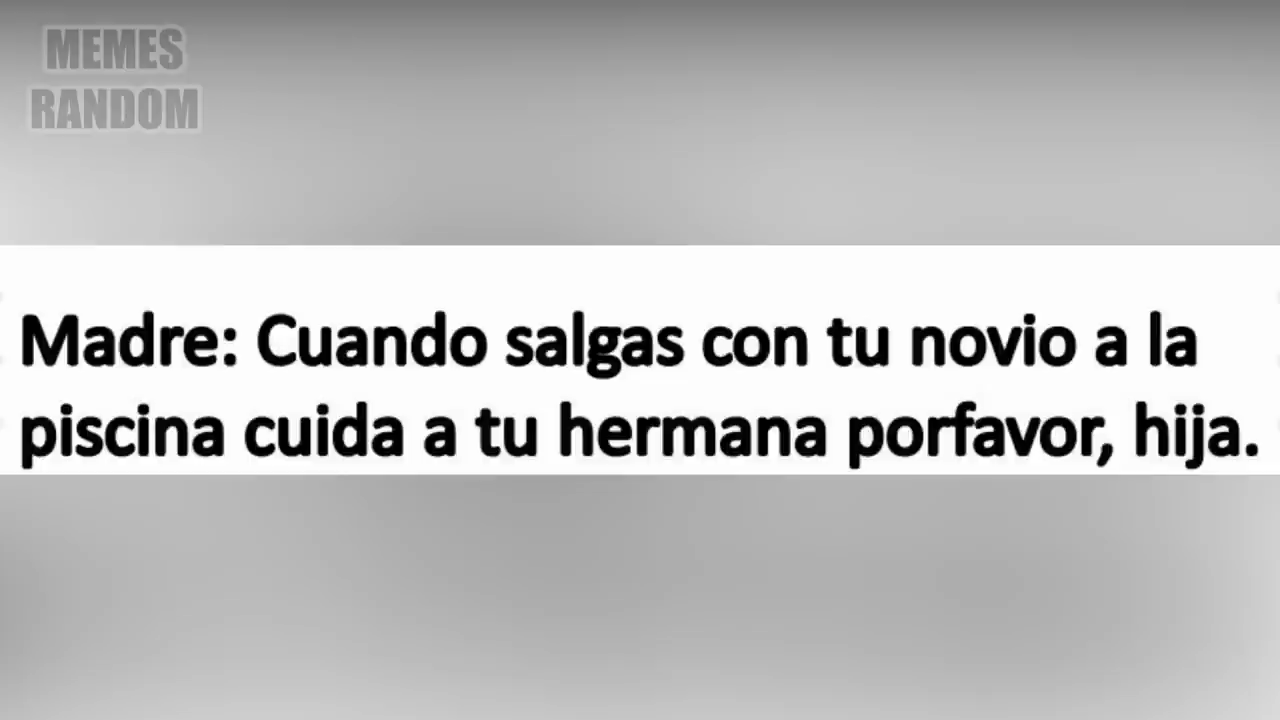 MEMES
RANDOM
Madre: Cuando salgas con tu novio a la
piscina cuida a tu hermana porfavor, hija.